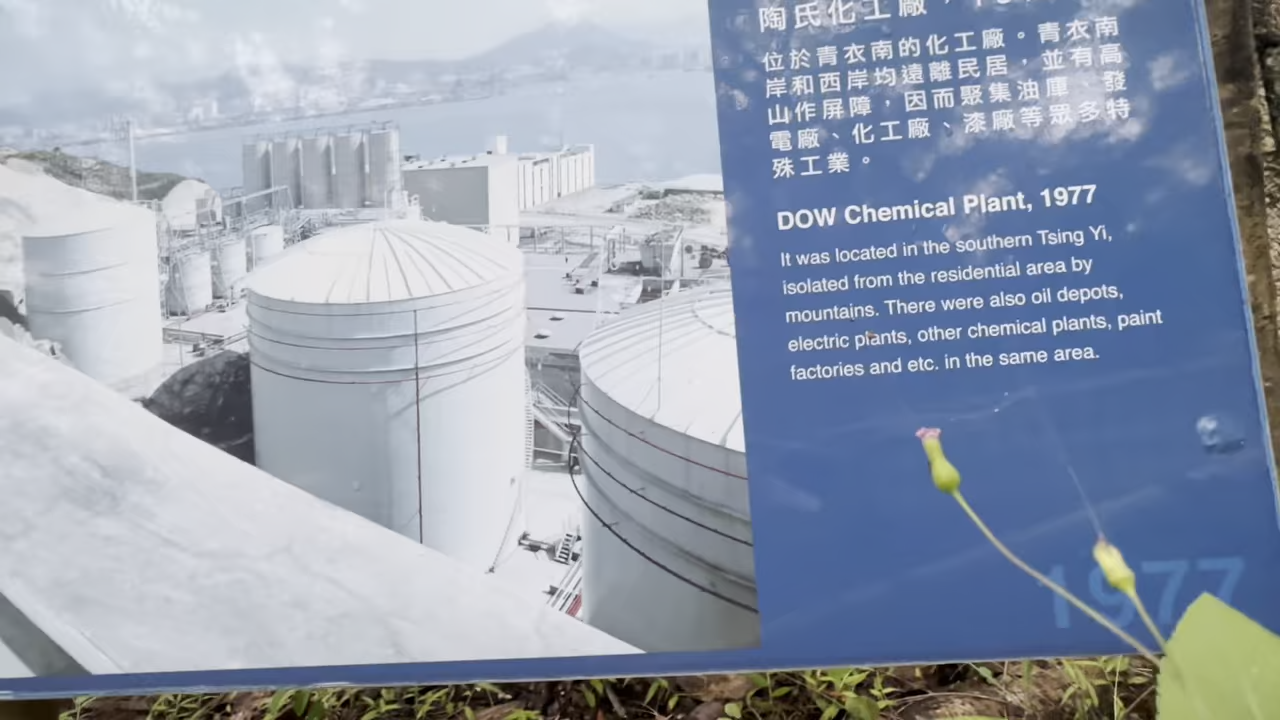 陶氏化工廠，
位於青衣南的化工廠。青衣南
岸和西岸均遠離民居，並有高
山作屏障，因而聚集油庫、發
電廠、化工廠、漆廠等眾多特
殊工業。
DOW Chemical Plant, 1977
It was located in the southern Tsing Yi,
isolated from the residential area by
mountains. There were also oil depots,
electric plants, other chemical plants, paint
factories and etc. in the same area.
1977